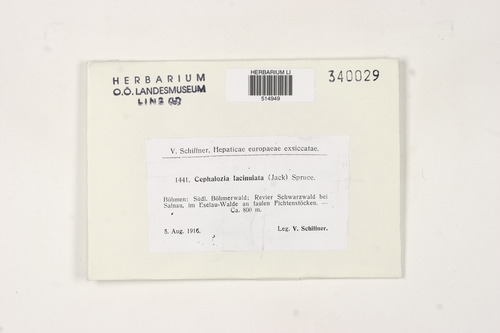 HERBARIUM
O.Ö. LANDESMUSEUM
LINZ
HERBARIUM LI
514949
340029
V. Schiffner, Hepaticae europaeae exsiccatae.
1441. Cephalozia lacinulata (Jack) Spruce.
Böhmen: Südl. Böhmerwald; Revier Schwarzwald bei
Salnau, im Eselau-Walde an faulen Fichtenstöcken. —
Ca. 800 m.
5. Aug. 1916. Leg. V. Schiffner.